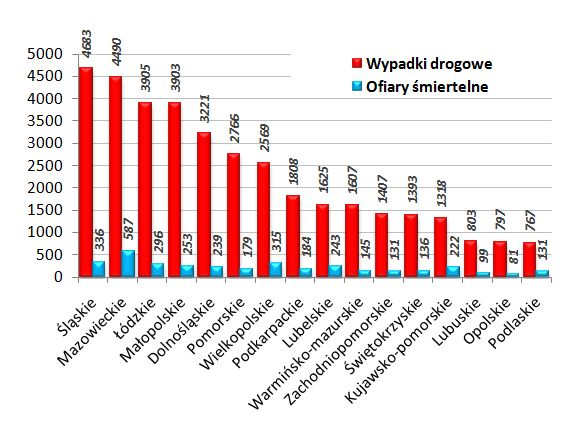 Wypadki drogowe
Ofiary śmiertelne
5000
4500
4000
3500
3000
2500
2000
1500
1000
500
0
4683
336
4490
587
3905
296
3903
253
3221
239
2766
179
2569
315
1808
184
1625
243
1607
145
1407
131
1393
136
1318
222
803
99
797
81
767
131
Śląskie
Mazowieckie
Łódzkie
Małopolskie
Dolnośląskie
Pomorskie
Wielkopolskie
Podkarpackie
Lubelskie
Warmińsko-mazurskie
Zachodniopomorskie
Świętokrzyskie
Kujawsko-pomorskie
Lubuskie
Opolskie
Podlaskie